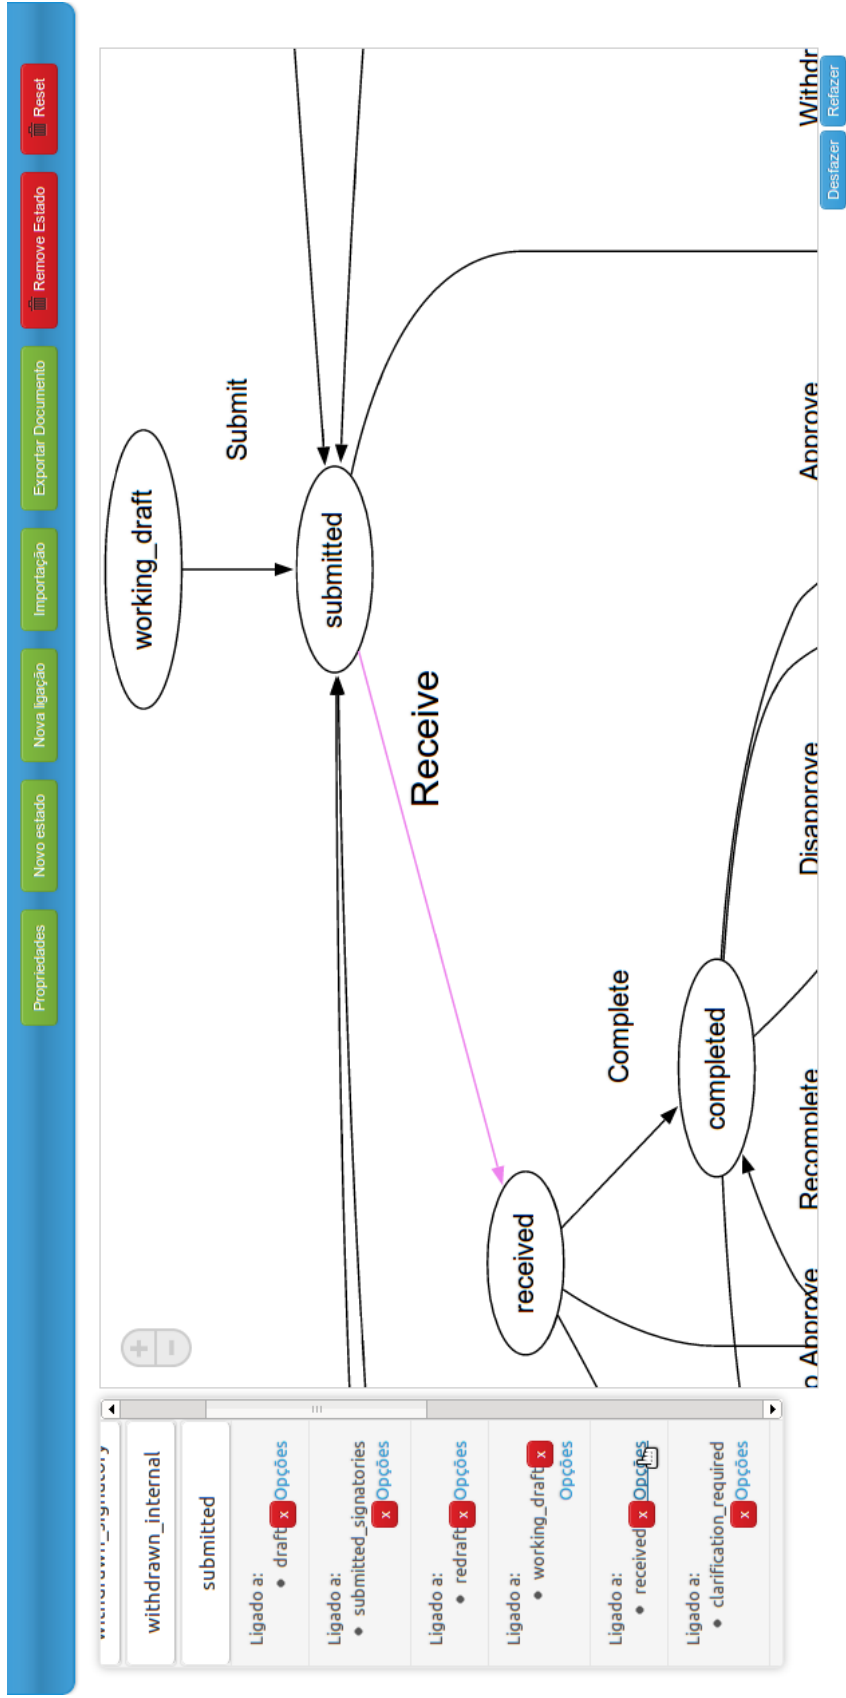 Propriedades
Novo estado
Nova ligação
Importação
Exportar Documento
Remove Estado
Reset
withdrawn_internal
submitted
Ligado a:
• draft x Opções
Ligado a:
• submitted_signatories
x Opções
Ligado a:
• redraft x Opções
Ligado a:
• working_draft x
Opções
Ligado a:
• received x Opções
Ligado a:
• clarification_required
x Opções
+
−
working_draft
Submit
submitted
Receive
received
Complete
completed
Approve
Recomplete
Disapprove
Approve
Withdr
Desfazer
Refazer